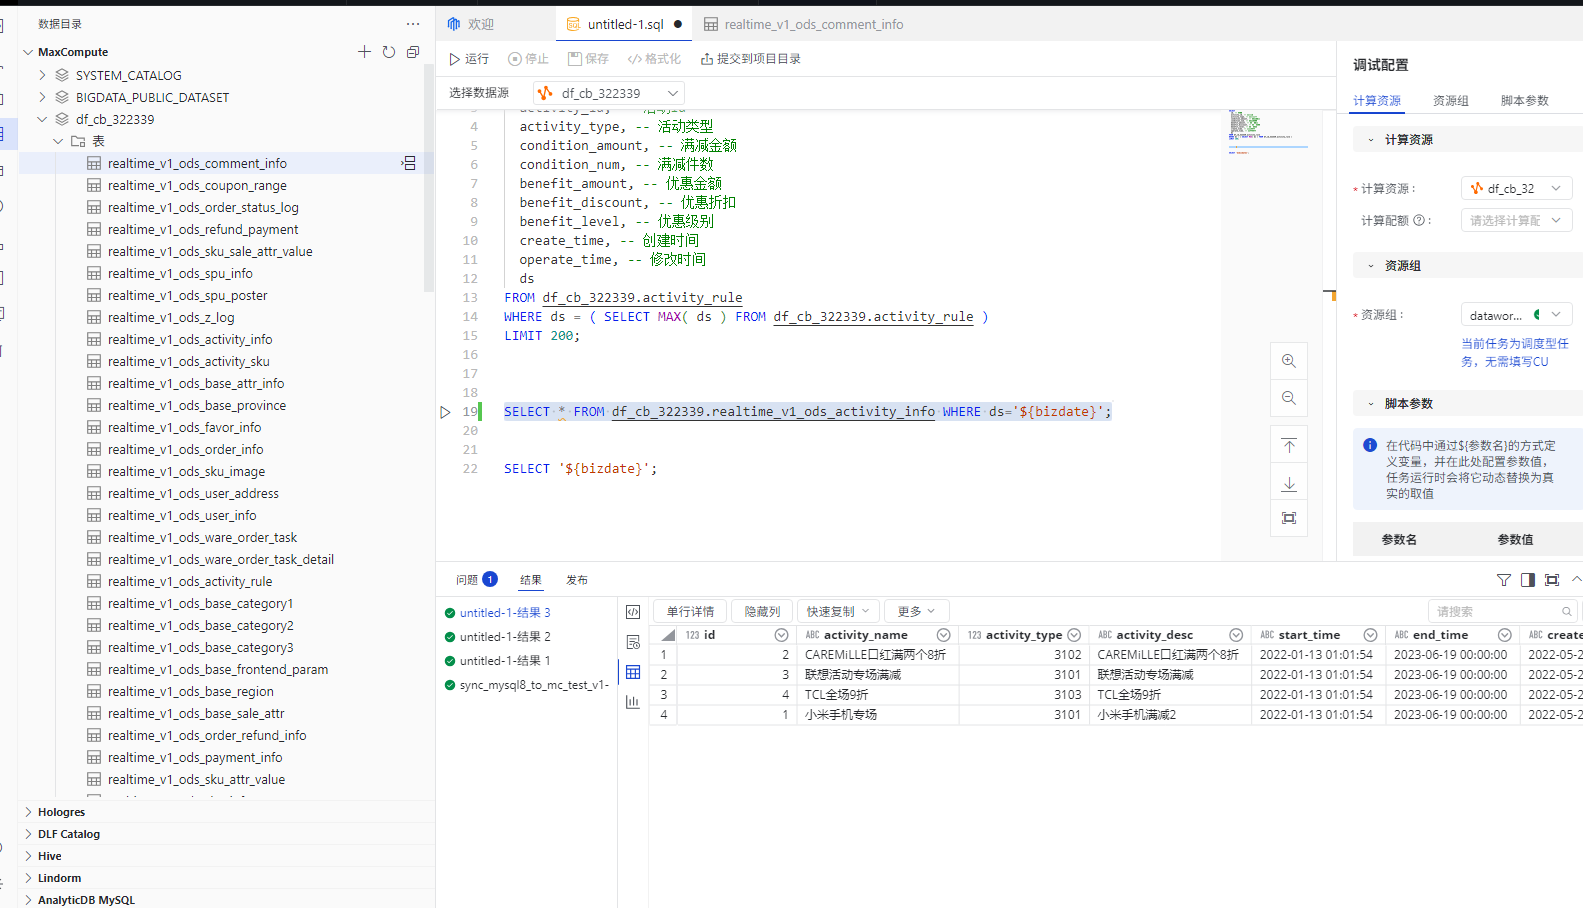 数据目录
MaxCompute
SYSTEM_CATALOG
BIGDATA_PUBLIC_DATASET
df_cb_322339
表
realtime_v1_ods_comment_info
realtime_v1_ods_coupon_range
realtime_v1_ods_order_status_log
realtime_v1_ods_refund_payment
realtime_v1_ods_sku_sale_attr_value
realtime_v1_ods_spu_info
realtime_v1_ods_spu_poster
realtime_v1_ods_z_log
realtime_v1_ods_activity_info
realtime_v1_ods_activity_sku
realtime_v1_ods_base_attr_info
realtime_v1_ods_base_province
realtime_v1_ods_favor_info
realtime_v1_ods_order_info
realtime_v1_ods_sku_image
realtime_v1_ods_user_address
realtime_v1_ods_user_info
realtime_v1_ods_ware_order_task
realtime_v1_ods_ware_order_task_detail
realtime_v1_ods_activity_rule
realtime_v1_ods_base_category1
realtime_v1_ods_base_category2
realtime_v1_ods_base_category3
realtime_v1_ods_base_frontend_param
realtime_v1_ods_base_region
realtime_v1_ods_base_sale_attr
realtime_v1_ods_order_refund_info
realtime_v1_ods_payment_info
realtime_v1_ods_sku_attr_value
Hologres
DLF Catalog
Hive
Lindorm
AnalyticDB MySQL
欢迎
untitled-1.sql
realtime_v1_ods_comment_info
运行 停止 保存 格式化 提交到项目目录
选择数据源 df_cb_322339
4 activity_type, -- 活动类型
5 condition_amount, -- 满减金额
6 condition_num, -- 满减件数
7 benefit_amount, -- 优惠金额
8 benefit_discount, -- 优惠折扣
9 benefit_level, -- 优惠级别
10 create_time, -- 创建时间
11 operate_time, -- 修改时间
12 ds
13 FROM df_cb_322339.activity_rule
14 WHERE ds = ( SELECT MAX( ds ) FROM df_cb_322339.activity_rule )
15 LIMIT 200;
16
17
18
19 SELECT * FROM df_cb_322339.realtime_v1_ods_activity_info WHERE ds='${bizdate}';
20
21
22 SELECT '${bizdate}';
调试配置
计算资源 资源组 脚本参数
计算资源
* 计算资源： df_cb_32
计算配额 ： 请选择计算配
资源组
* 资源组： datawor...
当前任务为调度型任
务，无需填写CU
脚本参数
在代码中通过${参数名}的方式定
义变量，并在此处配置参数值，
任务运行时会将它动态替换为真
实的取值
参数名 参数值
问题 1 结果 发布
untitled-1-结果 3
untitled-1-结果 2
untitled-1-结果 1
sync_mysql8_to_mc_test_v1-
单行详情 隐藏列 快速复制 更多 请搜索
123 id ABC activity_name 123 activity_type ABC activity_desc ABC start_time ABC end_time ABC create
1 2 CAREMiLLE口红满两个8折 3102 CAREMiLLE口红满两个8折 2022-01-13 01:01:54 2023-06-19 00:00:00 2022-05-2
2 3 联想活动专场满减 3101 联想活动专场满减 2022-01-13 01:01:54 2023-06-19 00:00:00 2022-05-2
3 4 TCL全场9折 3103 TCL全场9折 2022-01-13 01:01:54 2023-06-19 00:00:00 2022-05-2
4 1 小米手机专场 3101 小米手机满减2 2022-01-13 01:01:54 2023-06-19 00:00:00 2022-05-2